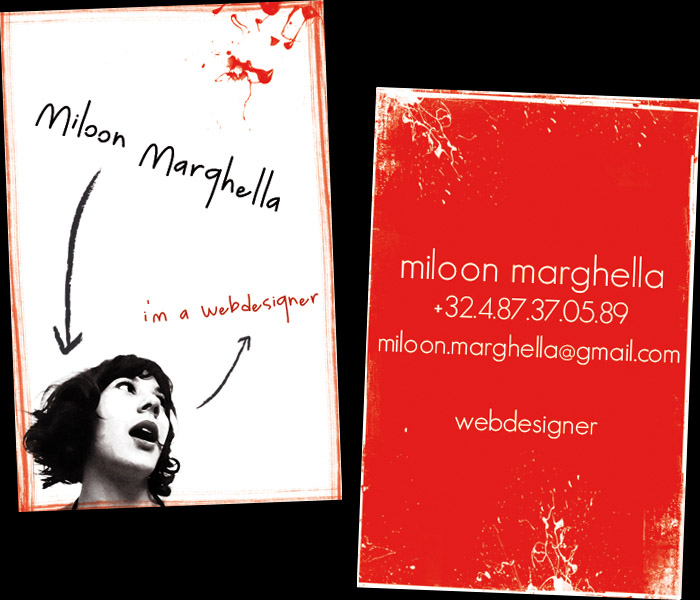 Miloon Marghella
i'm a webdesigner
miloon marghella
+32.4.87.37.05.89
miloon.marghella@gmail.com
webdesigner